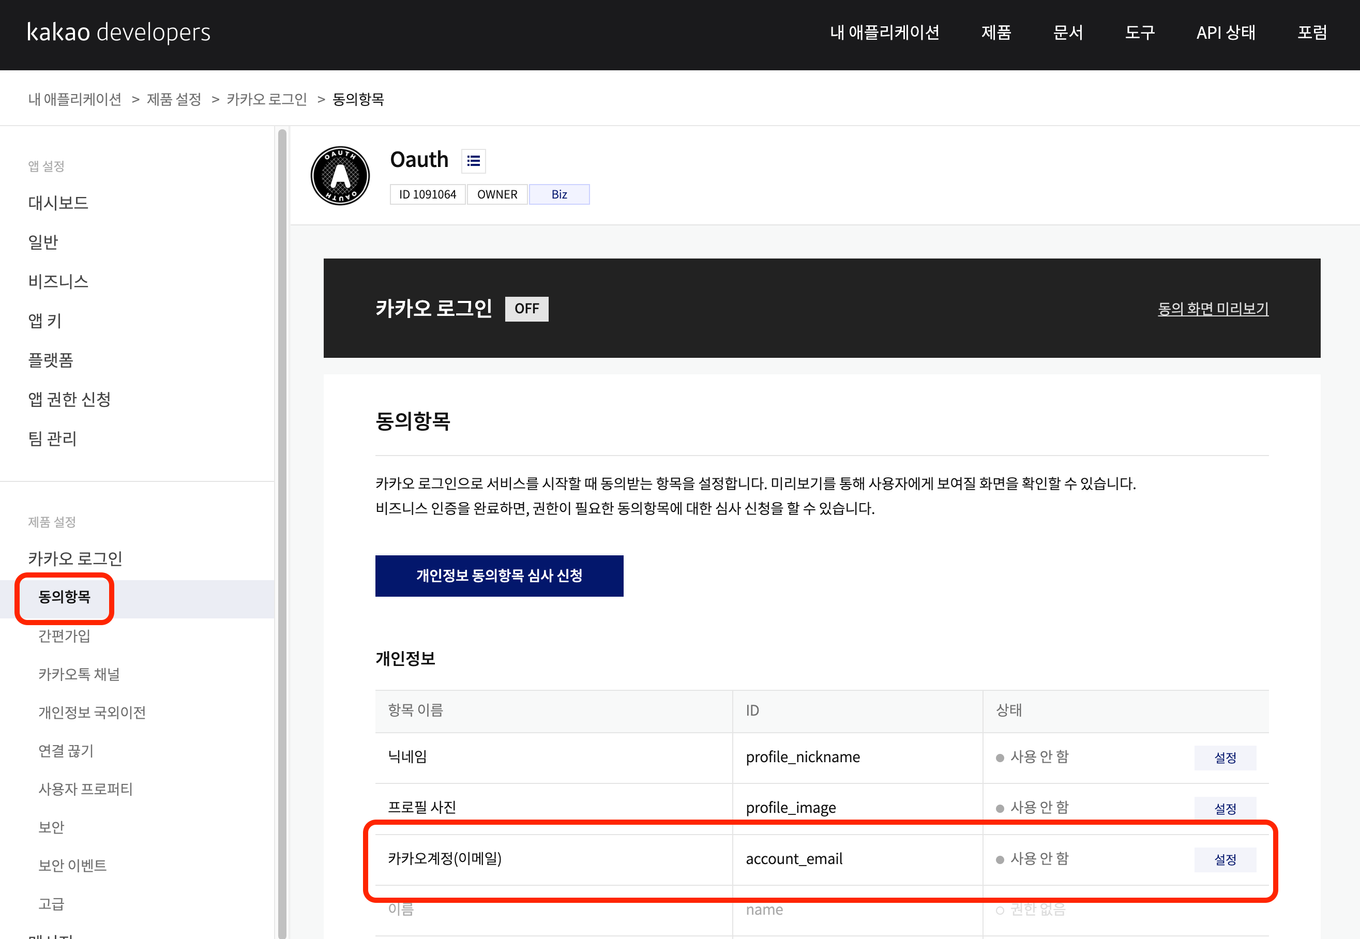 kakao developers
내 애플리케이션 제품 문서 도구 API 상태 포럼
내 애플리케이션 > 제품 설정 > 카카오 로그인 > 동의항목
앱 설정
대시보드
일반
비즈니스
앱 키
플랫폼
앱 권한 신청
팀 관리
제품 설정
카카오 로그인
동의항목
간편가입
카카오톡 채널
개인정보 국외이전
연결 끊기
사용자 프로퍼티
보안
보안 이벤트
고급
OAUTH
A
OAUTH
Oauth
ID 1091064 OWNER Biz
카카오 로그인 OFF
동의 화면 미리보기
동의항목
카카오 로그인으로 서비스를 시작할 때 동의받는 항목을 설정합니다. 미리보기를 통해 사용자에게 보여질 화면을 확인할 수 있습니다.
비즈니스 인증을 완료하면, 권한이 필요한 동의항목에 대한 심사 신청을 할 수 있습니다.
개인정보 동의항목 심사 신청
개인정보
항목 이름 ID 상태
닉네임 profile_nickname 사용 안 함 설정
프로필 사진 profile_image 사용 안 함 설정
카카오계정(이메일) account_email 사용 안 함 설정
이름 name 권한 없음